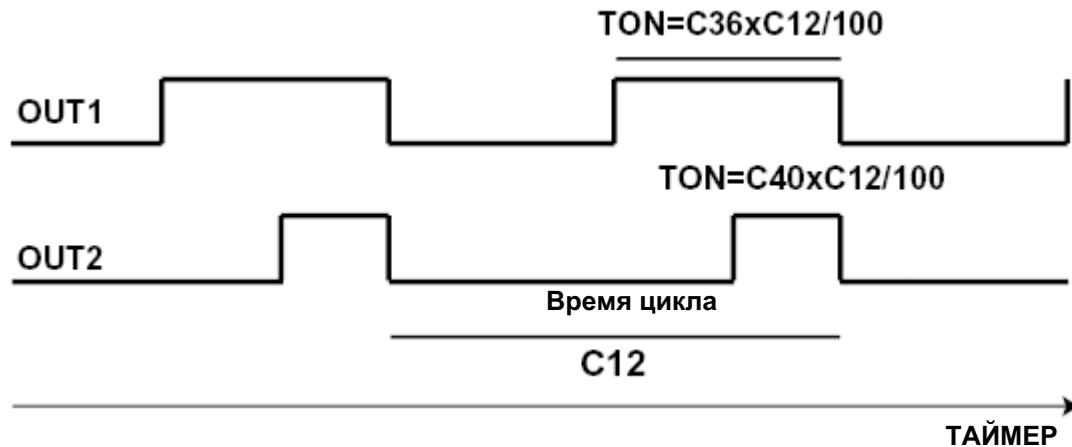 TON=C36xC12/100
OUT1
TON=C40xC12/100
OUT2
Время цикла
C12
ТАЙМЕР